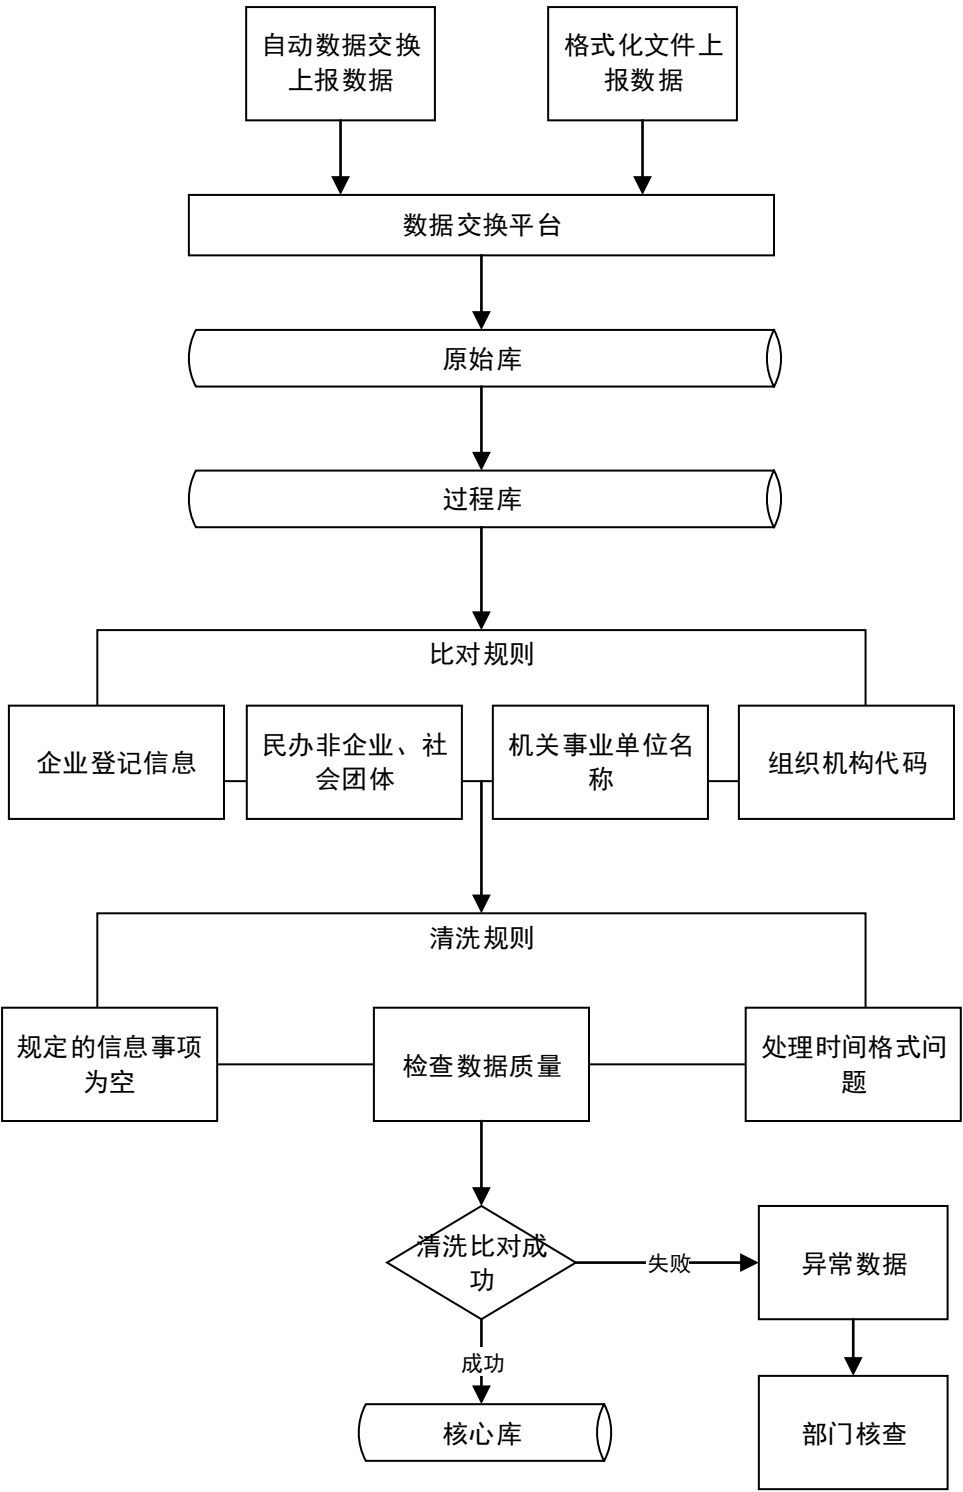 自动数据交换
上报数据
格式化文件上
报数据
数据交换平台
原始库
过程库
比对规则
企业登记信息
民办非企业、社
会团体
机关事业单位名
称
组织机构代码
清洗规则
规定的信息事项
为空
检查数据质量
处理时间格式问
题
清洗比对成
功
失败
异常数据
成功
核心库
部门核查